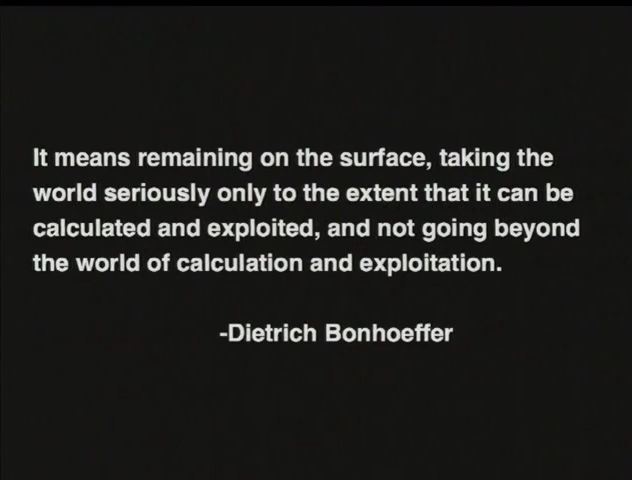 It means remaining on the surface, taking the
world seriously only to the extent that it can be
calculated and exploited, and not going beyond
the world of calculation and exploitation.
-Dietrich Bonhoeffer